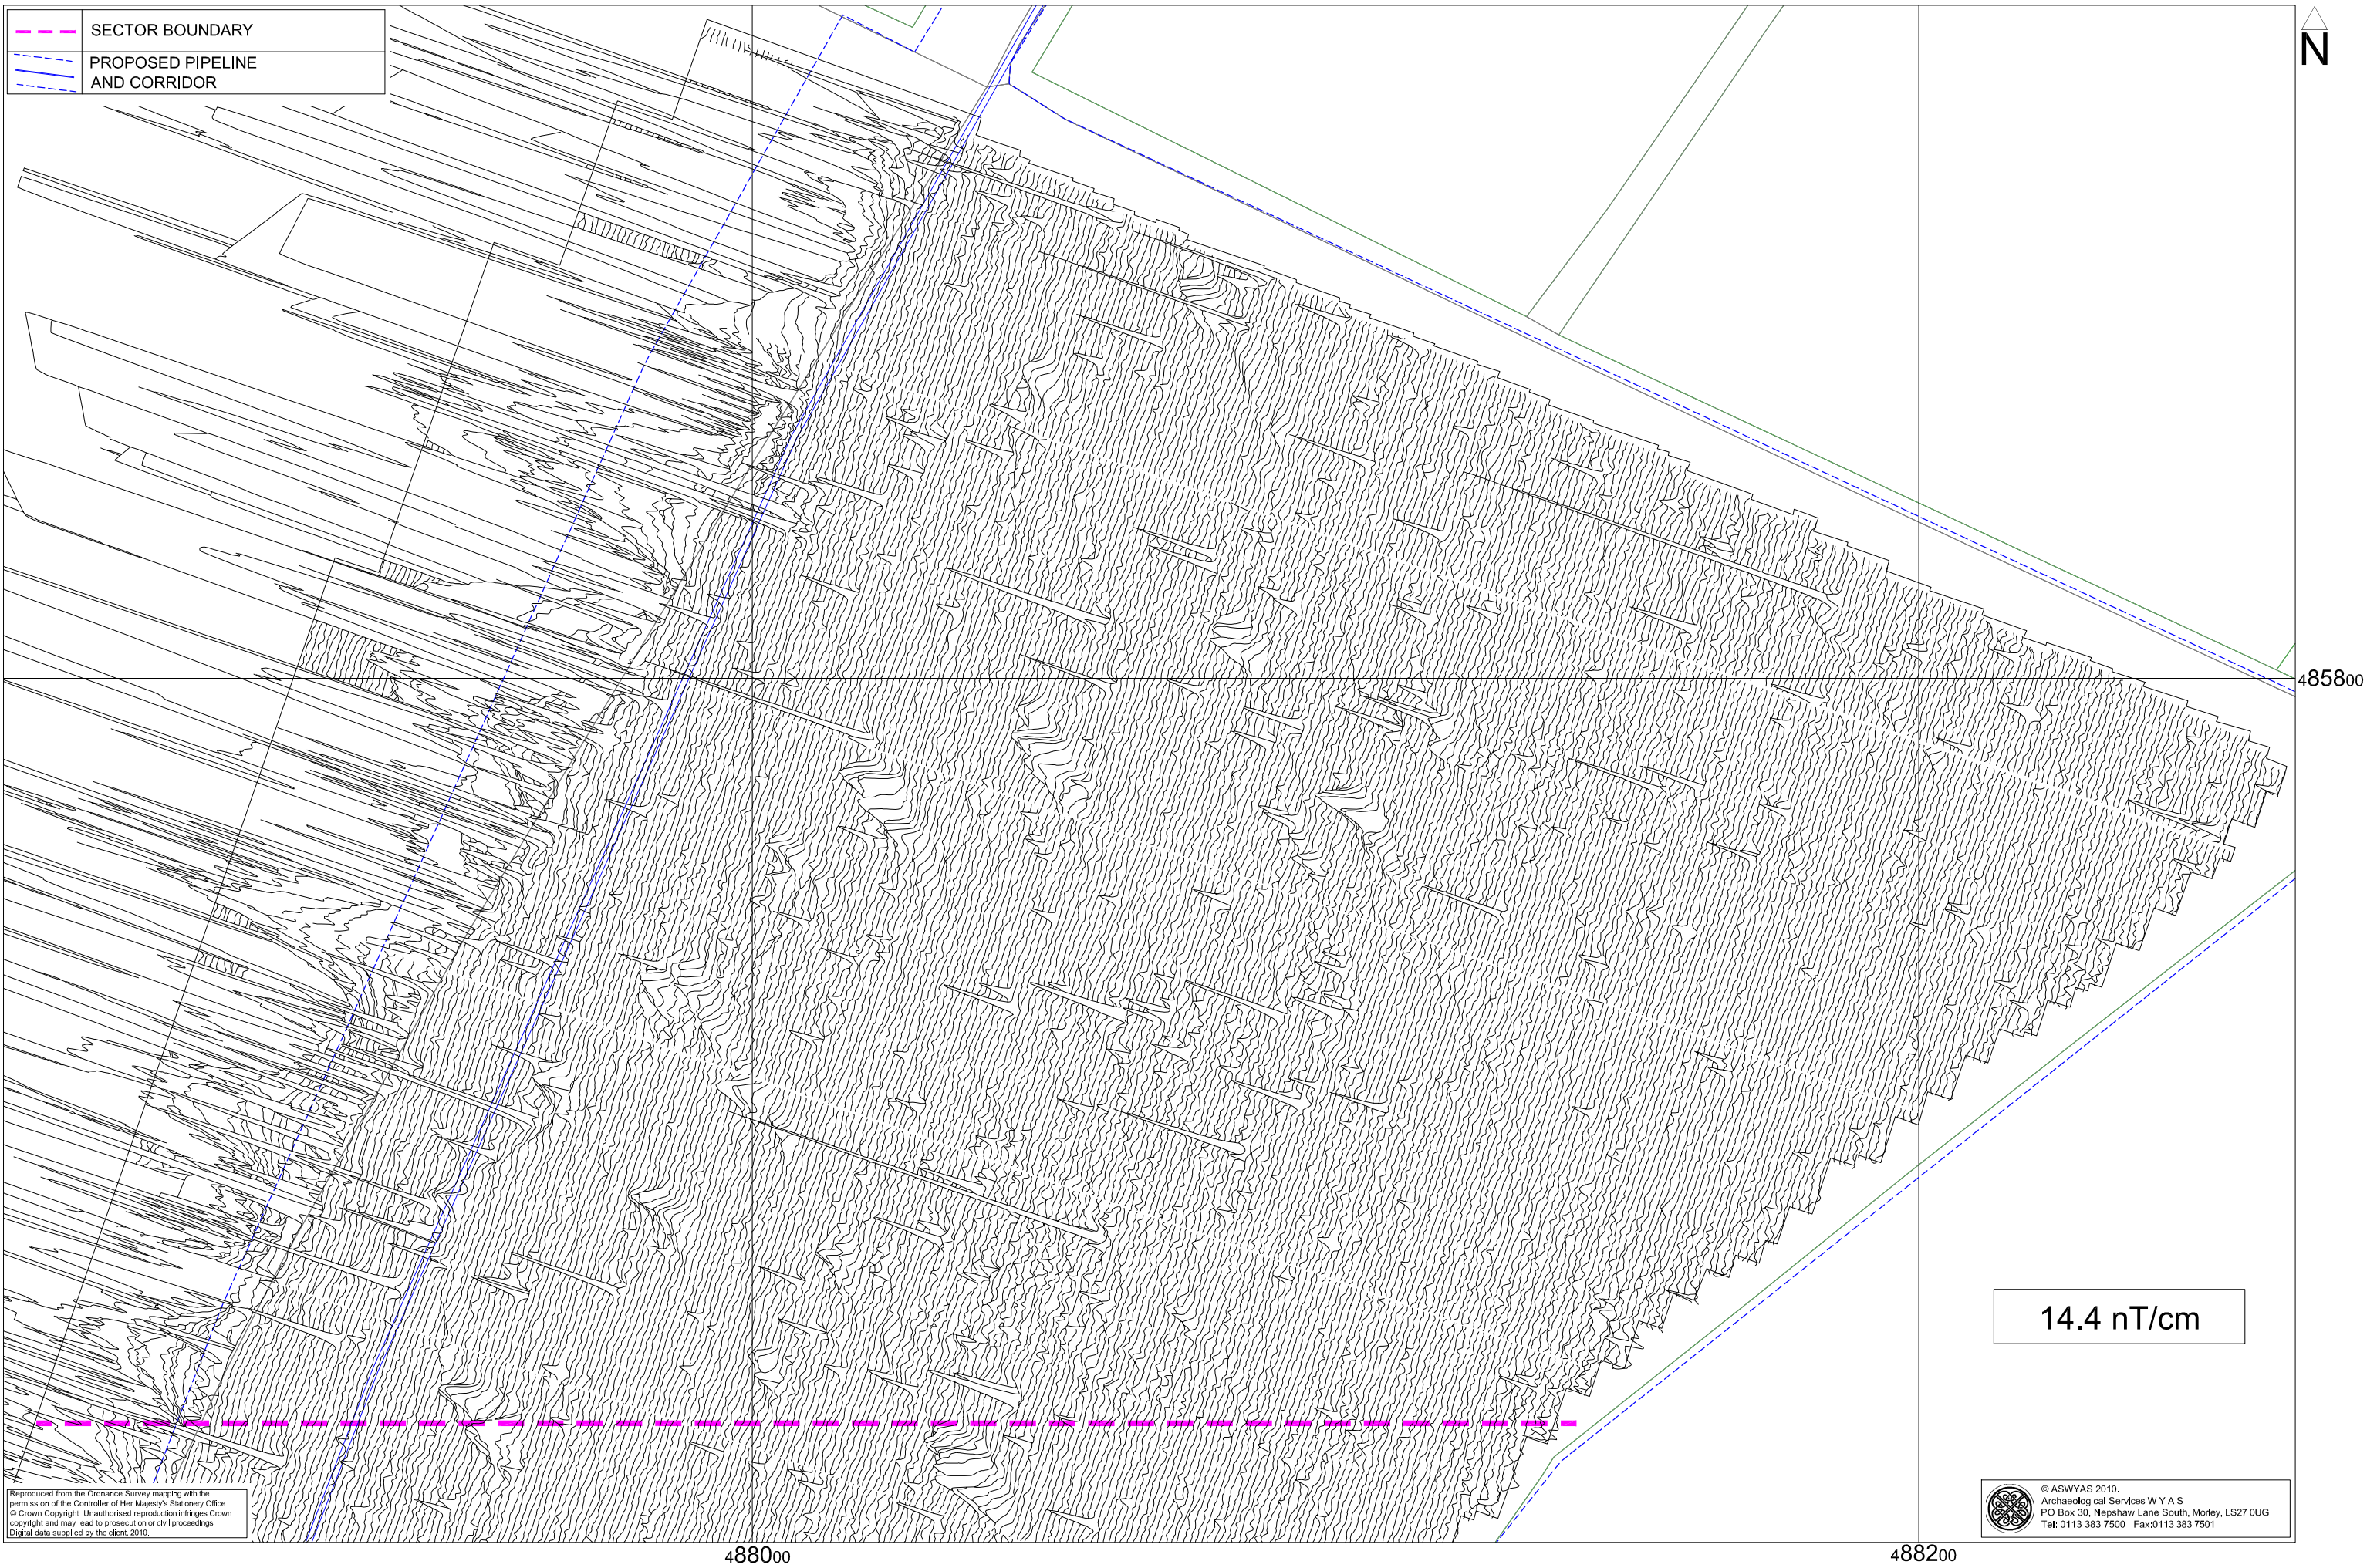 SECTOR BOUNDARY
PROPOSED PIPELINE
AND CORRIDOR
N
485800
14.4 nT/cm
Reproduced from the Ordnance Survey mapping with the
permission of the Controller of Her Majesty's Stationery Office.
© Crown Copyright. Unauthorised reproduction infringes Crown
copyright and may lead to prosecution or civil proceedings.
Digital data supplied by the client, 2010.
© ASWYAS 2010.
Archaeological Services W Y A S
PO Box 30, Nepshaw Lane South, Morley, LS27 0UG
Tel: 0113 383 7500 Fax:0113 383 7501
488000
488200